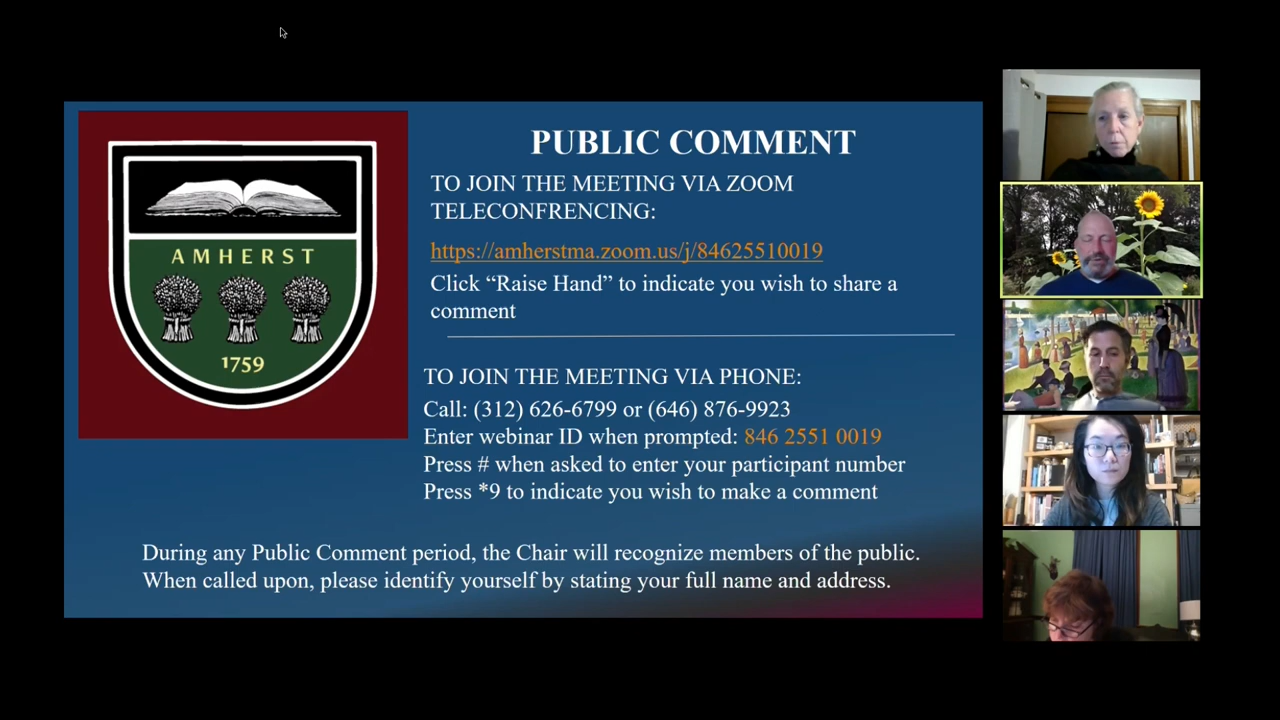 AMHERST
1759
PUBLIC COMMENT
TO JOIN THE MEETING VIA ZOOM
TELECONFRENCING:
https://amherstma.zoom.us/j/84625510019
Click “Raise Hand” to indicate you wish to share a
comment
TO JOIN THE MEETING VIA PHONE:
Call: (312) 626-6799 or (646) 876-9923
Enter webinar ID when prompted: 846 2551 0019
Press # when asked to enter your participant number
Press *9 to indicate you wish to make a comment
During any Public Comment period, the Chair will recognize members of the public.
When called upon, please identify yourself by stating your full name and address.